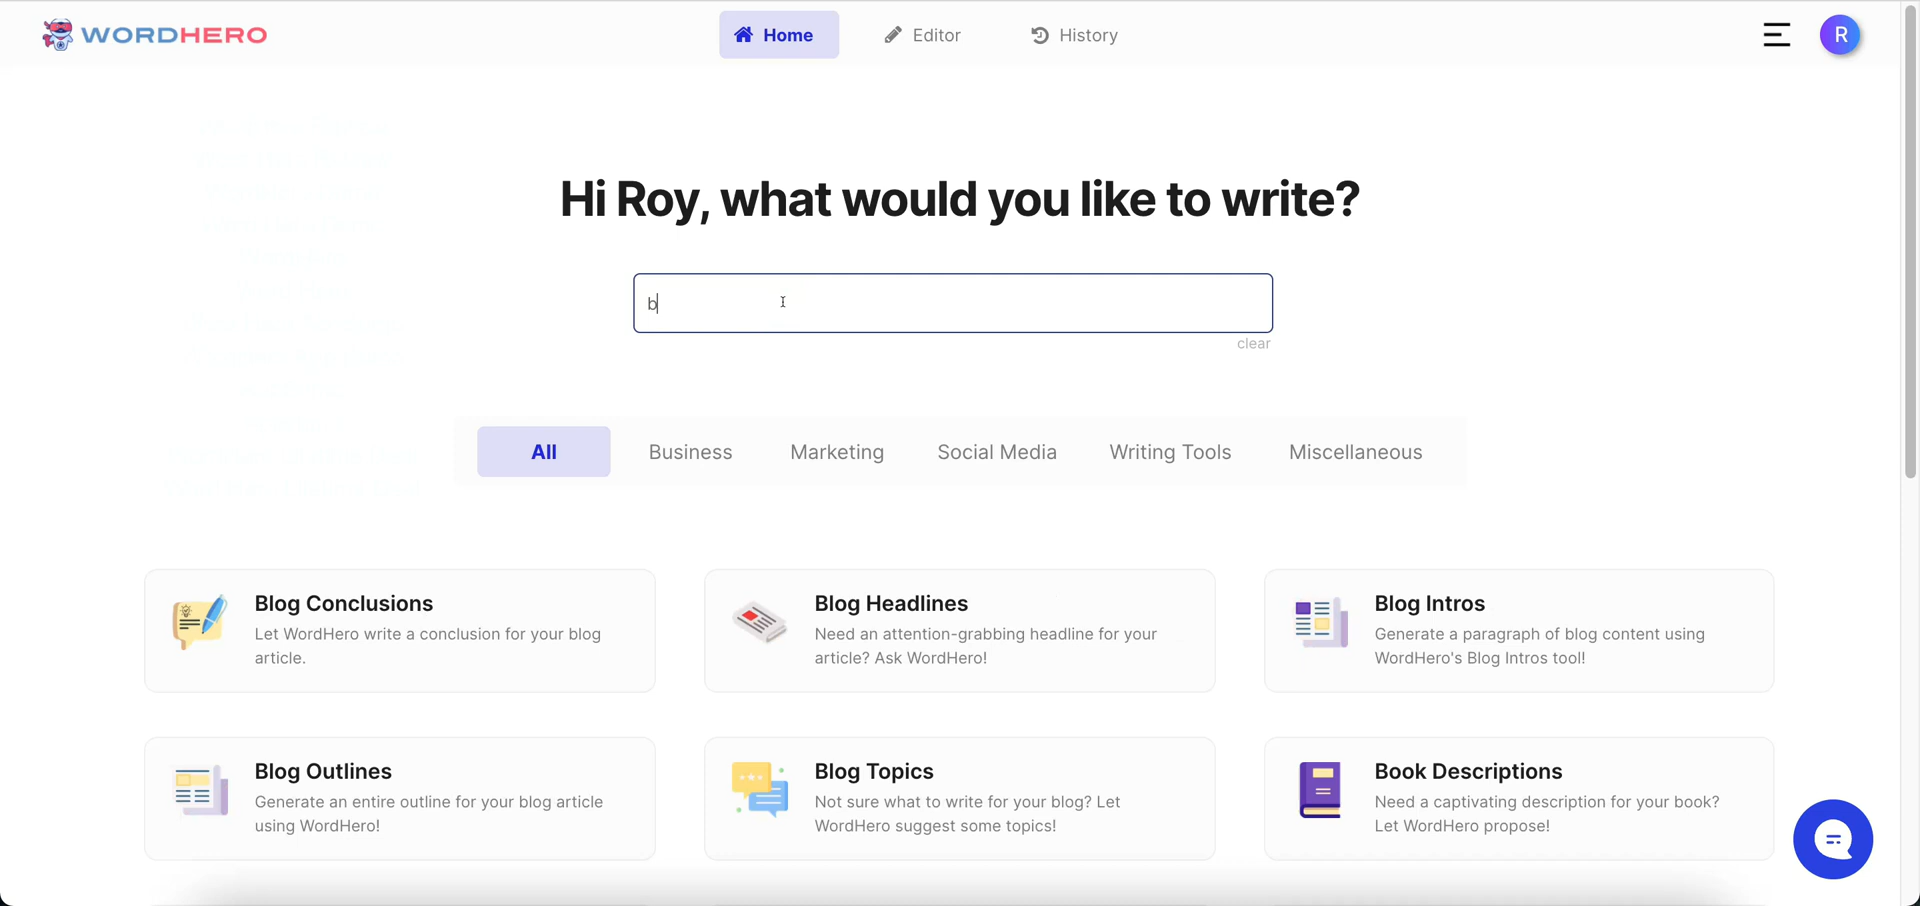 WORDHERO
Home
Editor
History
R
Hi Roy, what would you like to write?
b
clear
All
Business
Marketing
Social Media
Writing Tools
Miscellaneous
Blog Conclusions
Let WordHero write a conclusion for your blog
article.
Blog Headlines
Need an attention-grabbing headline for your
article? Ask WordHero!
Blog Intros
Generate a paragraph of blog content using
WordHero's Blog Intros tool!
Blog Outlines
Generate an entire outline for your blog article
using WordHero!
Blog Topics
Not sure what to write for your blog? Let
WordHero suggest some topics!
Book Descriptions
Need a captivating description for your book?
Let WordHero propose!